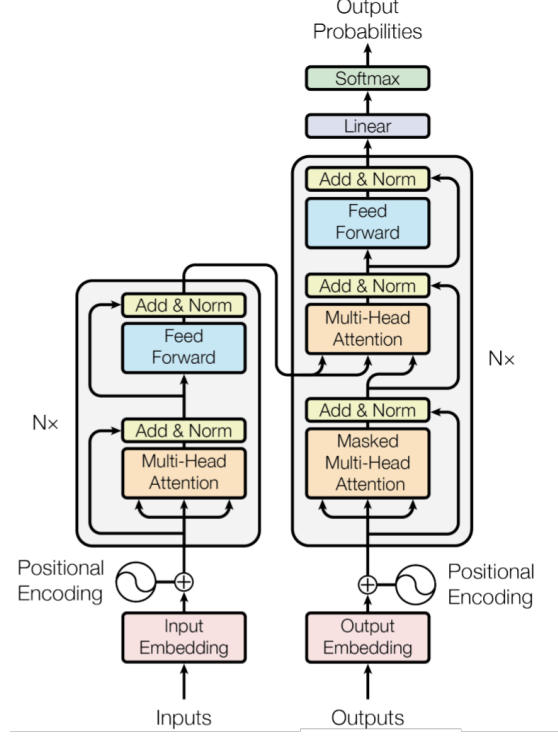 Output
Probabilities
Softmax
Linear
Add & Norm
Feed
Forward
Add & Norm
Multi-Head
Attention
Add & Norm
Masked
Multi-Head
Attention
Nx
Add & Norm
Feed
Forward
Add & Norm
Multi-Head
Attention
Nx
Positional
Encoding
Positional
Encoding
Input
Embedding
Output
Embedding
Inputs
Outputs